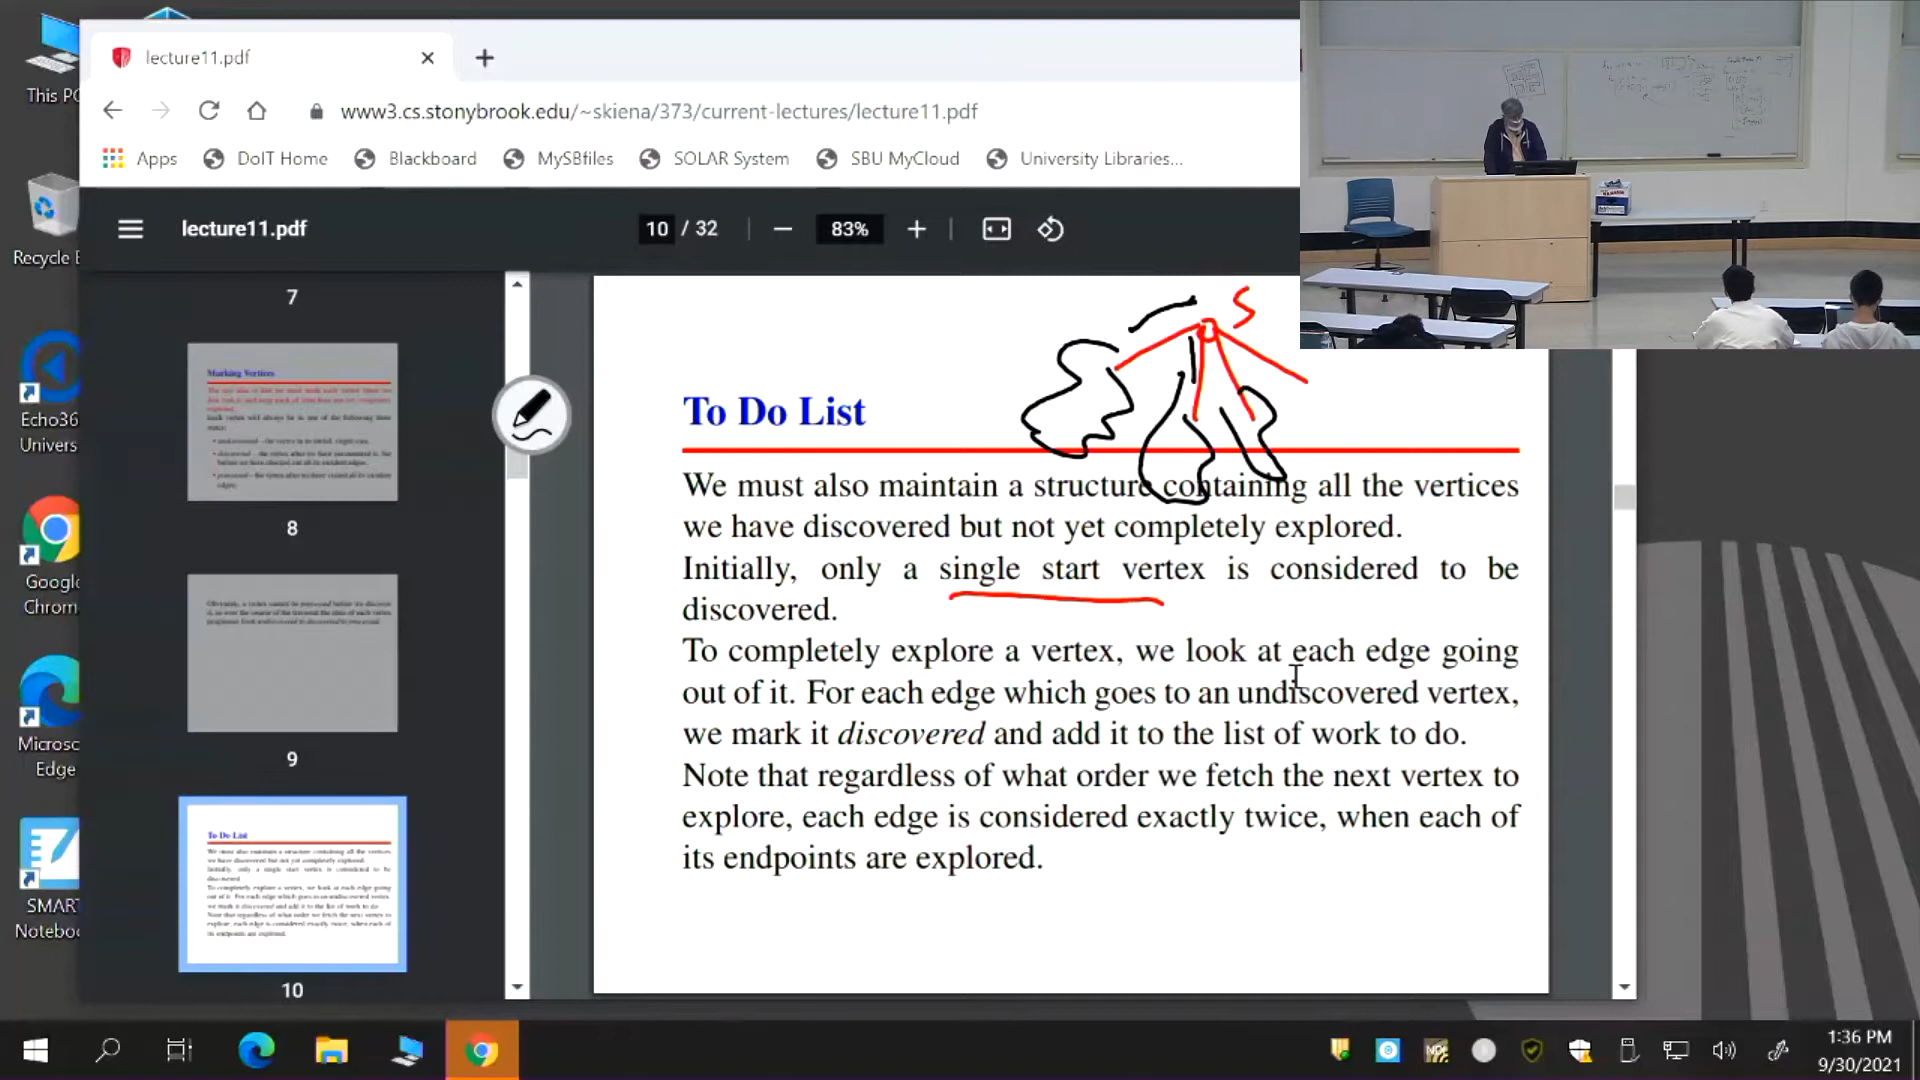 This PC
lecture11.pdf
www3.cs.stonybrook.edu/~skiena/373/current-lectures/lecture11.pdf
Apps DoIT Home Blackboard MySBfiles SOLAR System SBU MyCloud University Libraries...
lecture11.pdf 10 / 32 83%
Recycle B
Echo36
Univers
Google
Chrom
Microsc
Edge
SMART
Notebo
7
Marking Vertices
8
9
To Do List
10
S
To Do List
We must also maintain a structure containing all the vertices
we have discovered but not yet completely explored.
Initially, only a single start vertex is considered to be
discovered.
To completely explore a vertex, we look at each edge going
out of it. For each edge which goes to an undiscovered vertex,
we mark it discovered and add it to the list of work to do.
Note that regardless of what order we fetch the next vertex to
explore, each edge is considered exactly twice, when each of
its endpoints are explored.
1:36 PM
9/30/2021